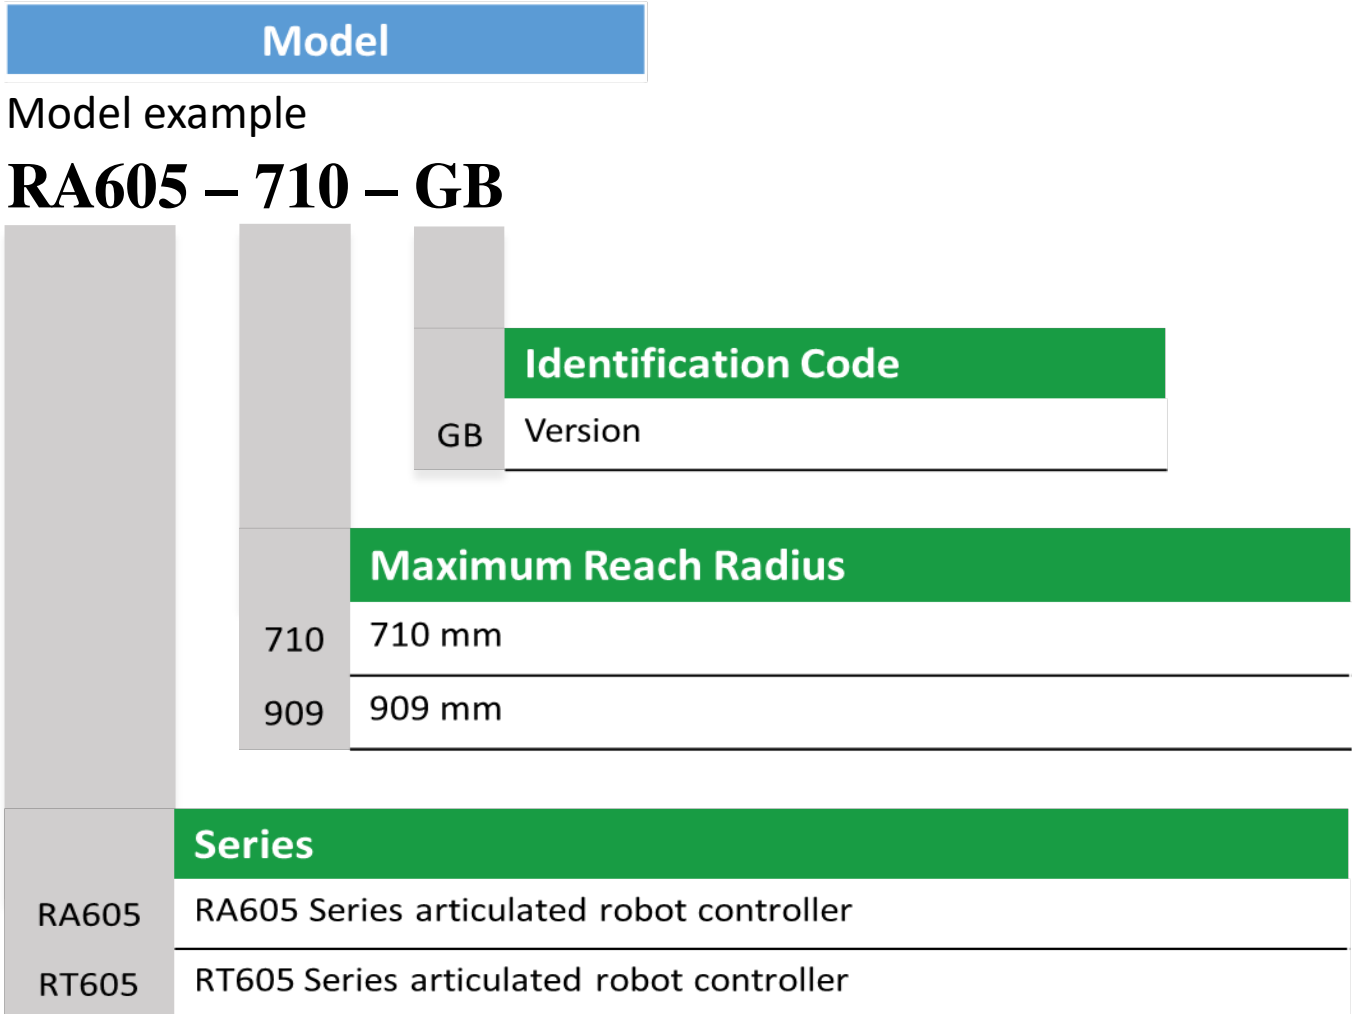 Model
Model example
RA605 – 710 – GB
Identification Code
GB Version
Maximum Reach Radius
710 710 mm
909 909 mm
Series
RA605 RA605 Series articulated robot controller
RT605 RT605 Series articulated robot controller